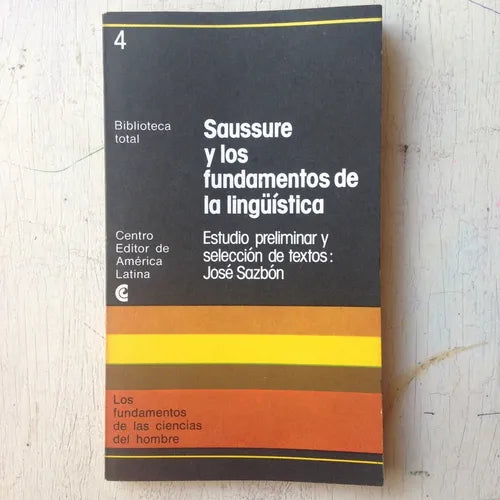 4
Biblioteca
total
Saussure
y los
fundamentos de
la lingüística
Centro
Editor de
América
Latina
Estudio preliminar y
selección de textos:
José Sazbón
Los
fundamentos
de las ciencias
del hombre